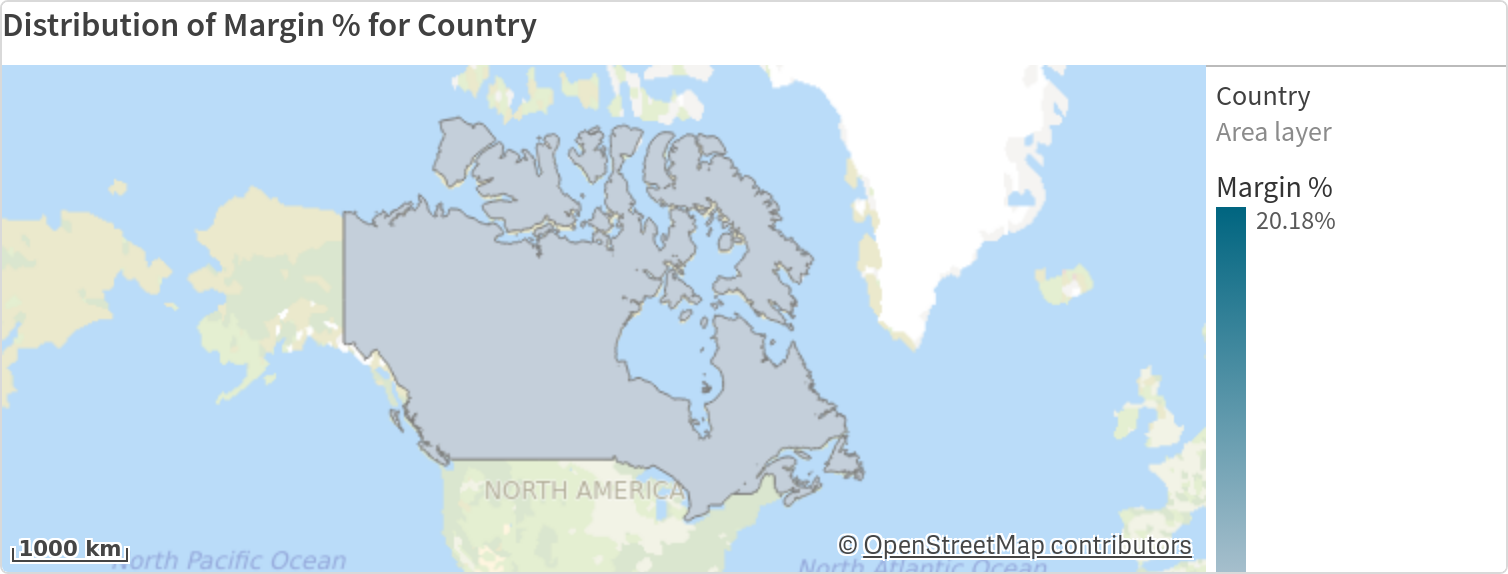 Distribution of Margin % for Country
Country
Area layer
Margin %
20.18%
NORTH AMERICA
1000 km
© OpenStreetMap contributors
North Pacific Ocean
North Atlantic Ocean